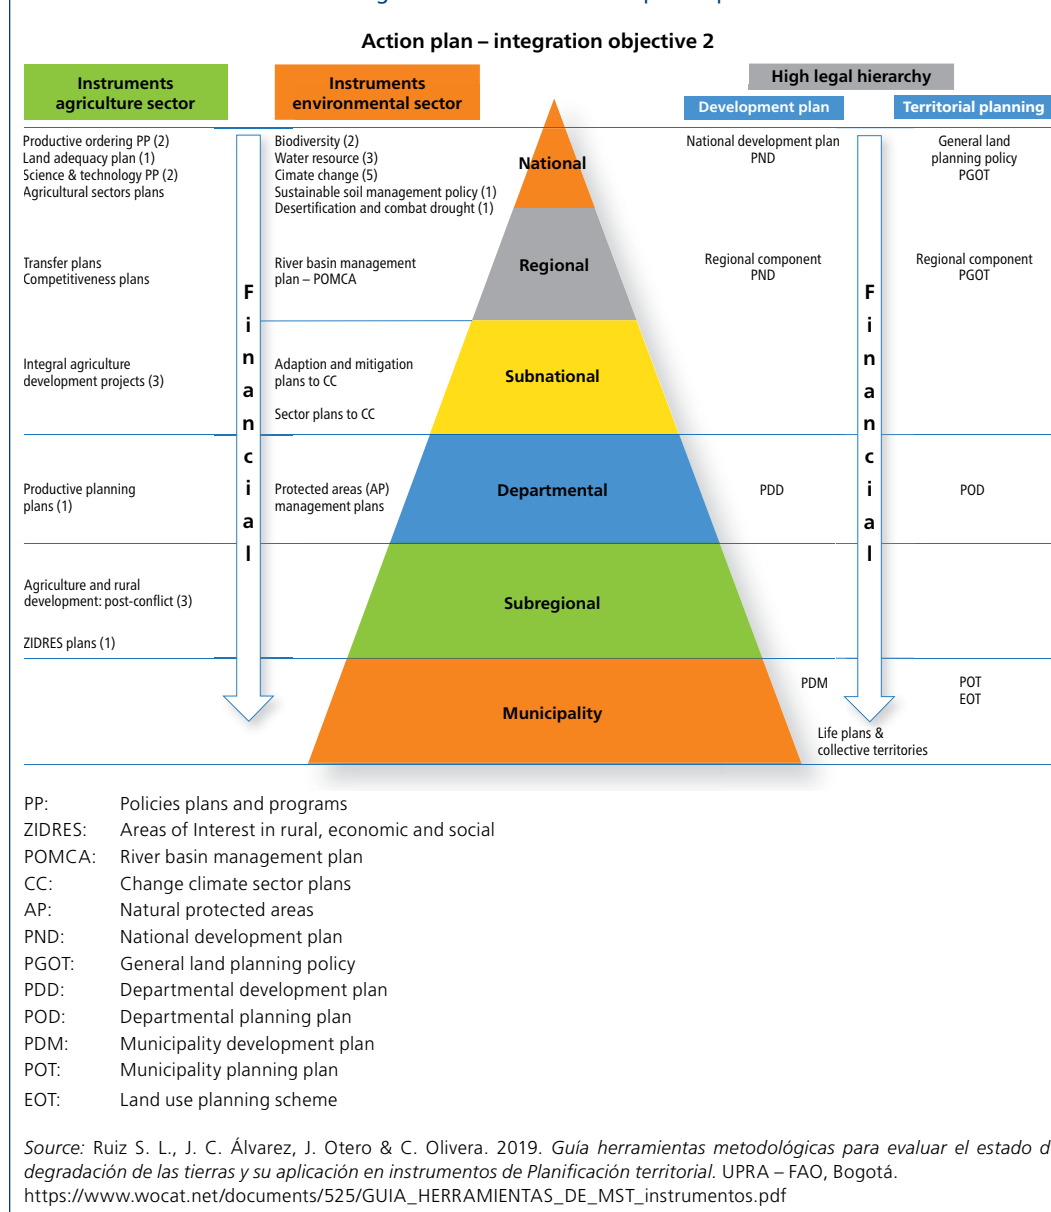 Action plan – integration objective 2
Instruments
agriculture sector
Instruments
environmental sector
High legal hierarchy
Development plan
Territorial planning
Productive ordering PP (2)
Land adequacy plan (1)
Science & technology PP (2)
Agricultural sectors plans
Biodiversity (2)
Water resource (3)
Cimate change (5)
Sustainable soil management policy (1)
Desertification and combat drought (1)
National
National development plan
PND
General land
planning policy
PGOT
Transfer plans
Competitiveness plans
River basin management
plan – POMCA
Regional
Regional component
PND
Regional component
PGOT
Financial
Financial
Integral agriculture
development projects (3)
Adaption and mitigation
plans to CC
Sector plans to CC
Subnational
Productive planning
plans (1)
Protected areas (AP)
management plans
Departmental
PDD
POD
Agriculture and rural
development: post-conflict (3)
ZIDRES plans (1)
Subregional
Municipality
PDM
POT
EOT
Life plans &
collective territories
PP: Policies plans and programs
ZIDRES: Areas of Interest in rural, economic and social
POMCA: River basin management plan
CC: Change climate sector plans
AP: Natural protected areas
PND: National development plan
PGOT: General land planning policy
PDD: Departmental development plan
POD: Departmental planning plan
PDM: Municipality development plan
POT: Municipality planning plan
EOT: Land use planning scheme
Source: Ruiz S. L., J. C. Álvarez, J. Otero & C. Olivera. 2019. Guía herramientas metodológicas para evaluar el estado d
degradación de las tierras y su aplicación en instrumentos de Planificación territorial. UPRA – FAO, Bogotá.
https://www.wocat.net/documents/525/GUIA_HERRAMIENTAS_DE_MST_instrumentos.pdf